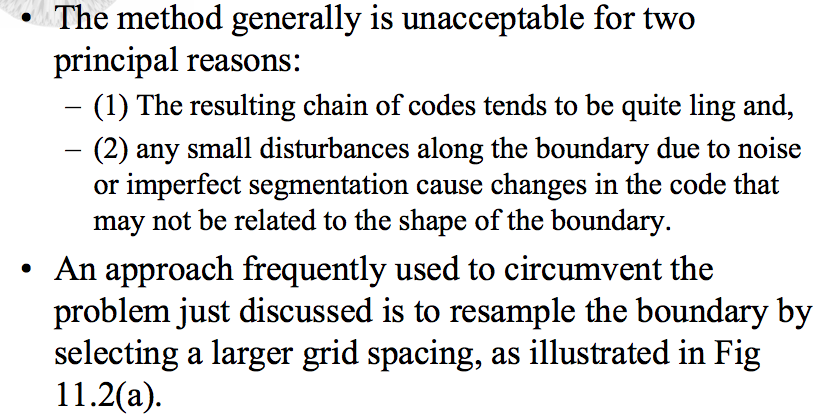 • The method generally is unacceptable for two
principal reasons:
– (1) The resulting chain of codes tends to be quite ling and,
– (2) any small disturbances along the boundary due to noise
or imperfect segmentation cause changes in the code that
may not be related to the shape of the boundary.
• An approach frequently used to circumvent the
problem just discussed is to resample the boundary by
selecting a larger grid spacing, as illustrated in Fig
11.2(a).